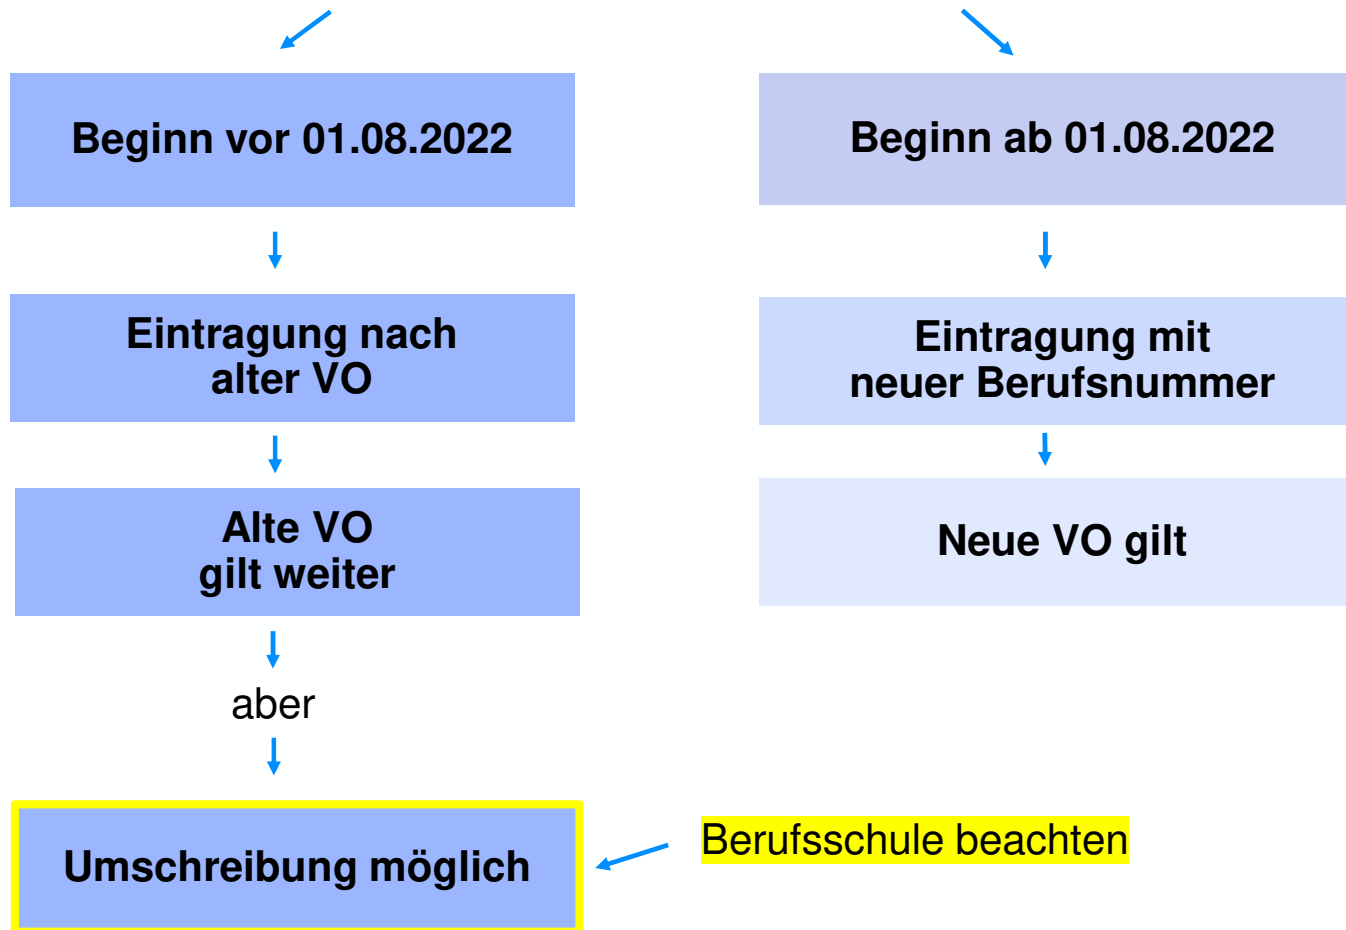 Beginn vor 01.08.2022
Eintragung nach
alter VO
Alte VO
gilt weiter
aber
Umschreibung möglich
Berufsschule beachten
Beginn ab 01.08.2022
Eintragung mit
neuer Berufsnummer
Neue VO gilt